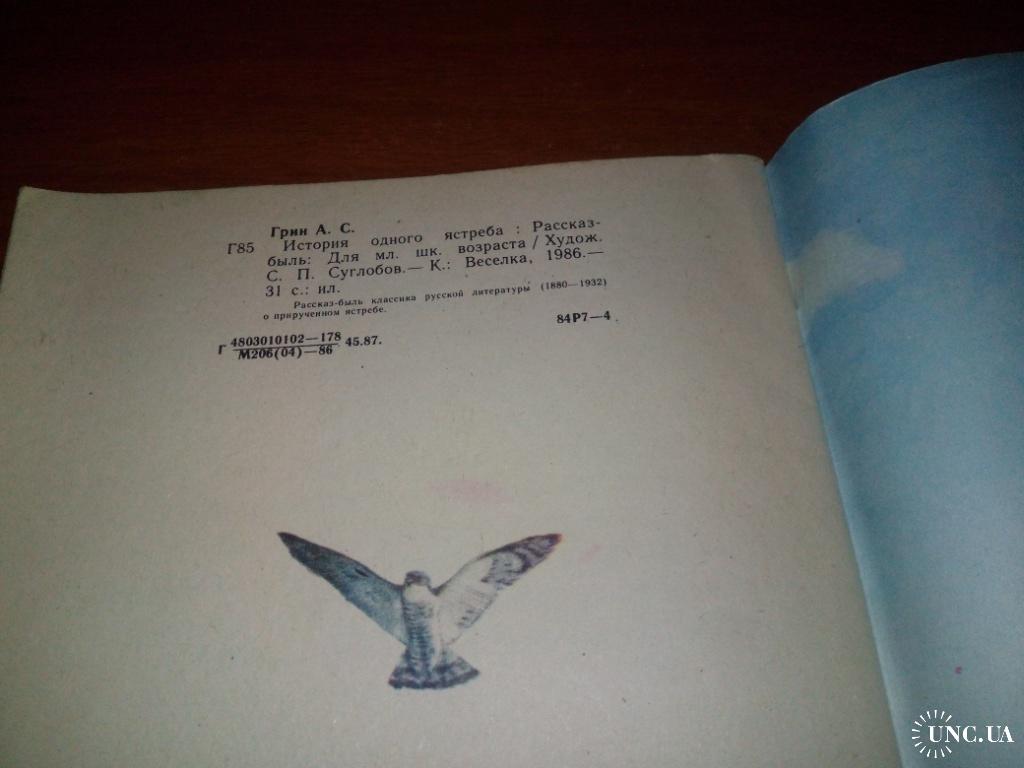 Грин А. С.
Г85 История одного ястреба : Рассказ-
быль: Для мл. шк. возраста / Худож.
С. П. Суглобов.— К.: Веселка, 1986.—
31 с.: ил.
Рассказ-быль классика русской литературы (1880—1932)
о прирученном ястребе.
Г 4803010102—178
М206(04)—86 45.87.
84Р7—4
UNC.UA